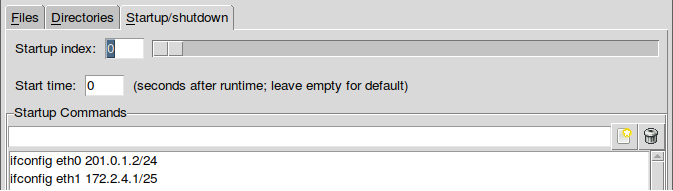 Files Directories Startup/shutdown
Startup index: 0
Start time: 0 (seconds after runtime; leave empty for default)
Startup Commands
ifconfig eth0 201.0.1.2/24
ifconfig eth1 172.2.4.1/25